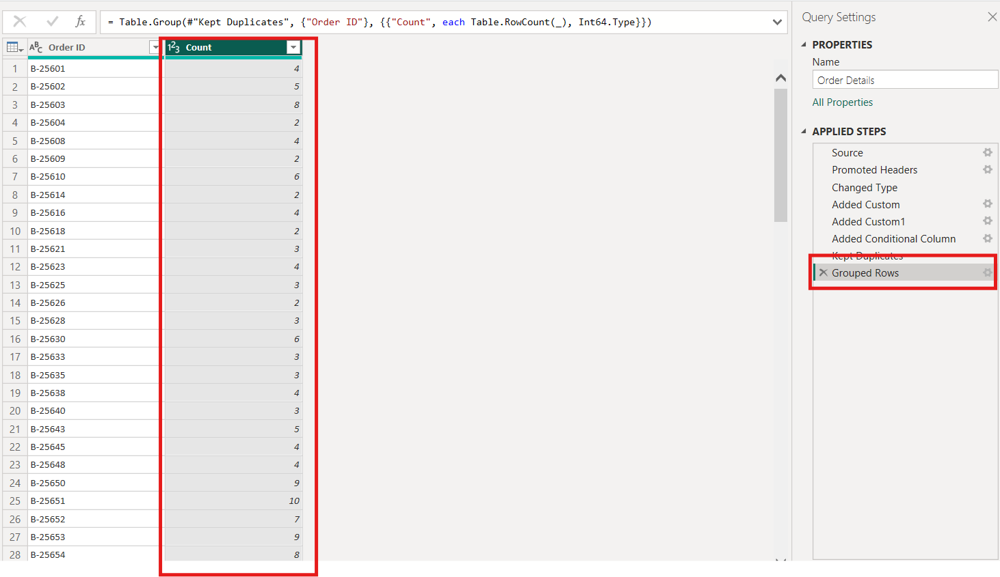 fx
= Table.Group(#"Kept Duplicates", {"Order ID"}, {{"Count", each Table.RowCount(_), Int64.Type}})
ABC Order ID 123 Count
1 B-25601 4
2 B-25602 5
3 B-25603 8
4 B-25604 2
5 B-25608 4
6 B-25609 2
7 B-25610 6
8 B-25614 2
9 B-25616 4
10 B-25618 2
11 B-25621 3
12 B-25623 4
13 B-25625 3
14 B-25626 2
15 B-25628 3
16 B-25630 6
17 B-25633 3
18 B-25635 3
19 B-25638 4
20 B-25640 3
21 B-25643 5
22 B-25645 4
23 B-25648 4
24 B-25650 9
25 B-25651 10
26 B-25652 7
27 B-25653 9
28 B-25654 8
Query Settings
PROPERTIES
Name
Order Details
All Properties
APPLIED STEPS
Source
Promoted Headers
Changed Type
Added Custom
Added Custom1
Added Conditional Column
Kept Duplicates
Grouped Rows